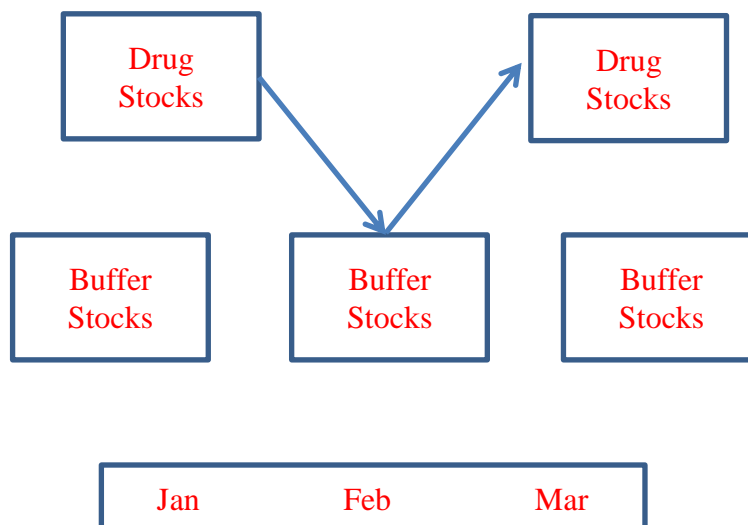 Drug
Stocks
Drug
Stocks
Buffer
Stocks
Buffer
Stocks
Buffer
Stocks
Jan Feb Mar